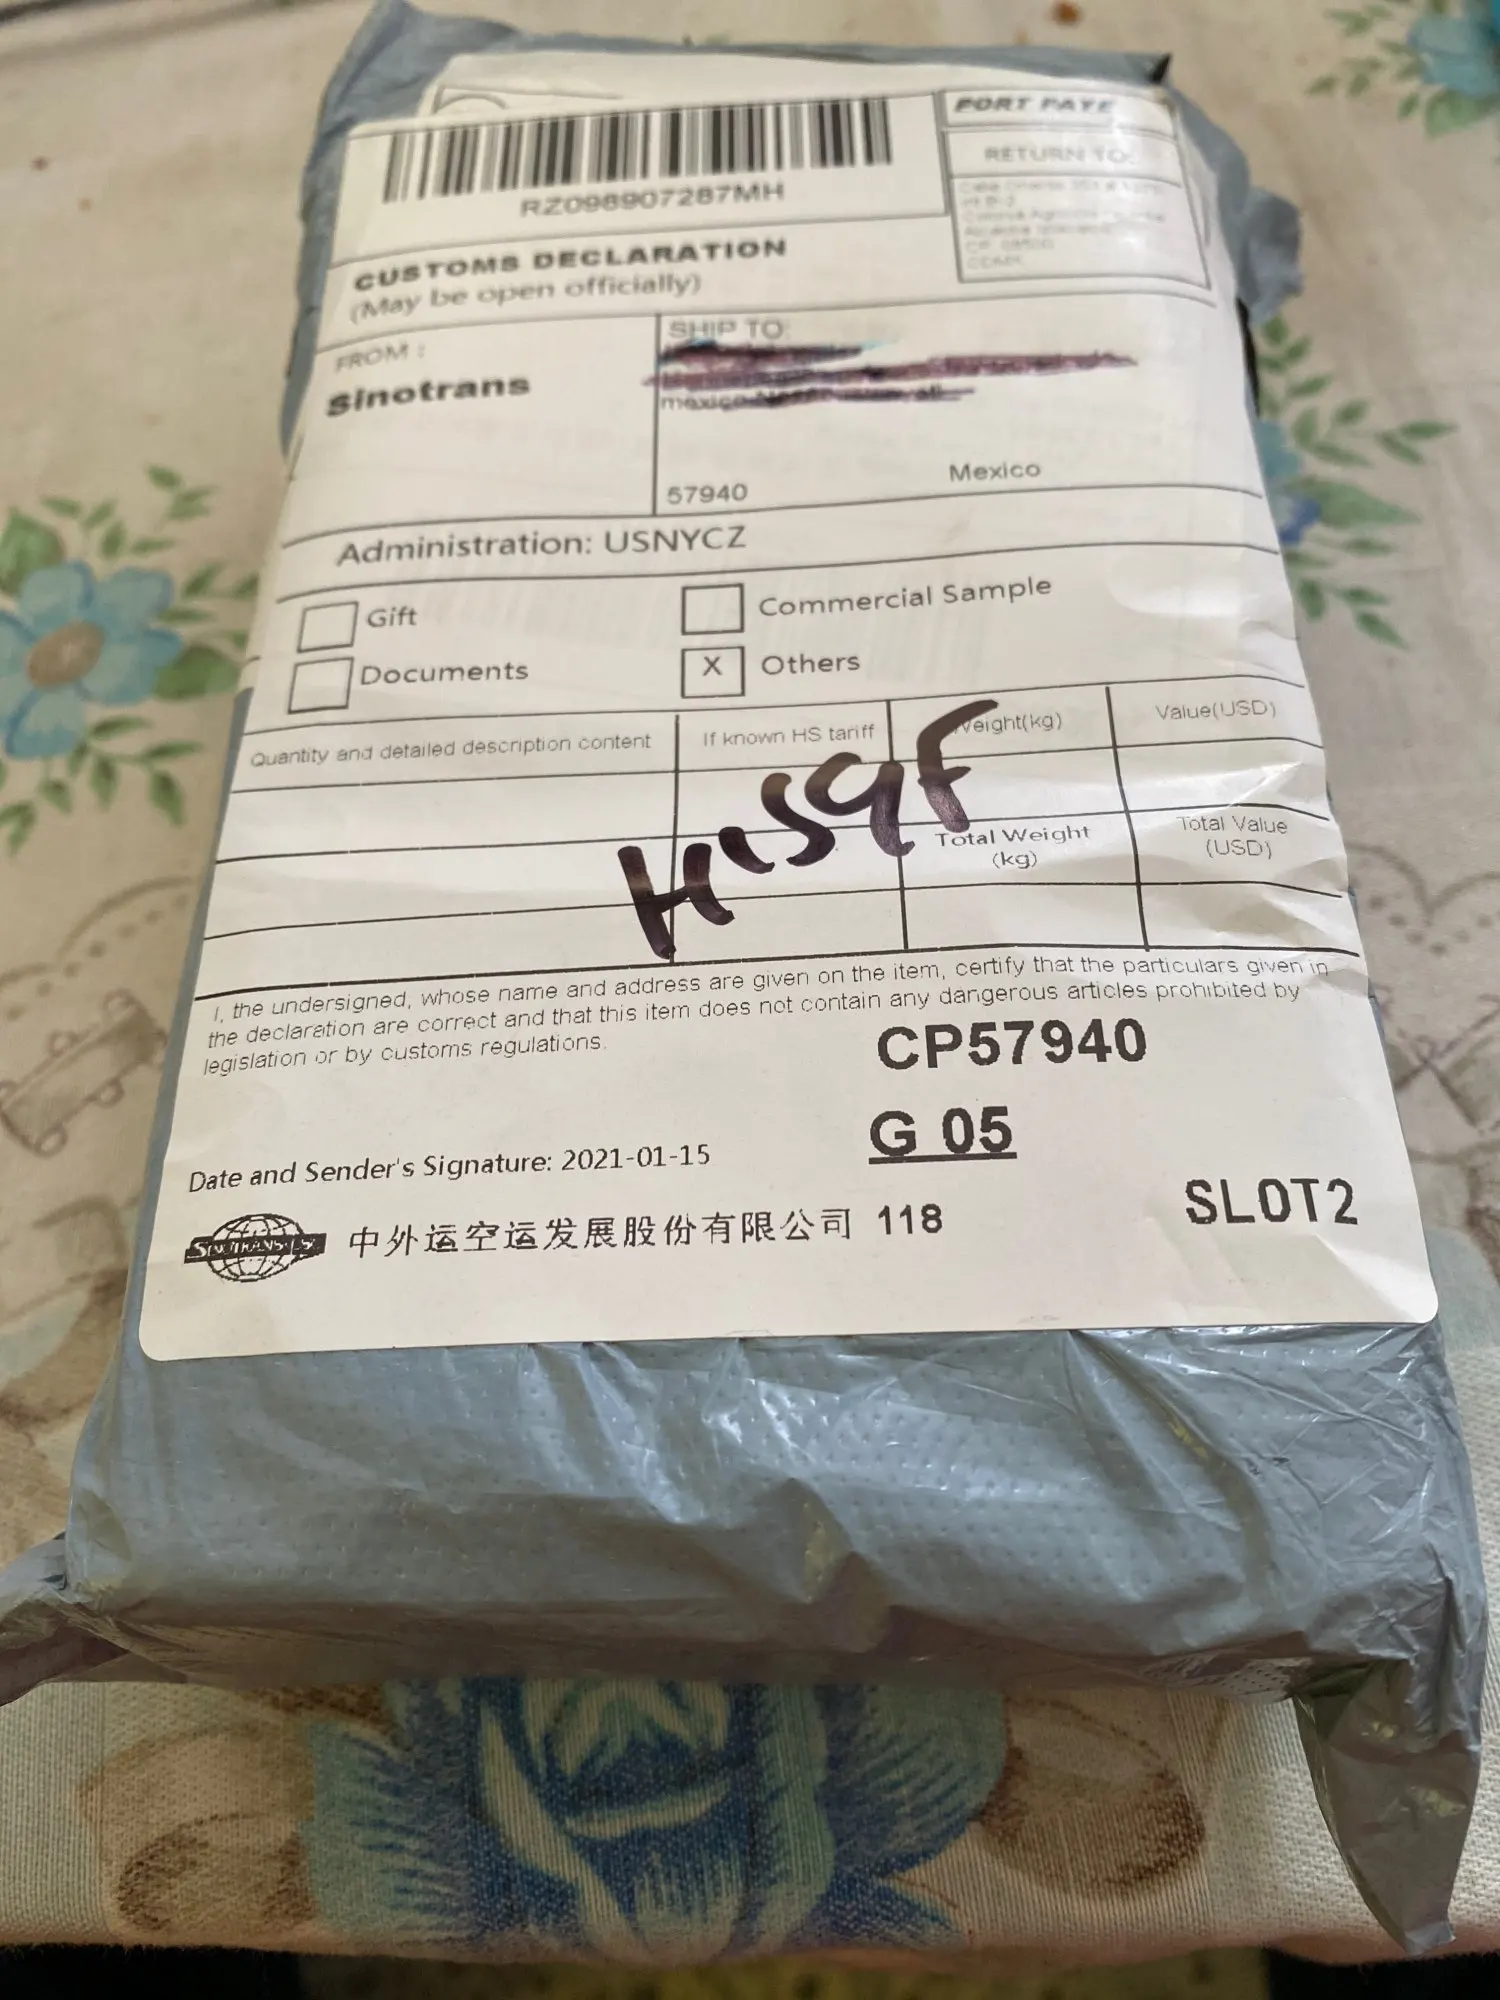 PORT PAYE
RZ098907287MH
RETURN TO:
CUSTOMS DECLARATION
(May be open officially)
FROM :
Sinotrans
SHIP TO:
mexico
57940
Mexico
Administration: USNYCZ
Gift
Commercial Sample
Documents
X Others
Quantity and detailed description content
If known HS tariff
Weight(kg)
Value(USD)
Total Weight
(kg)
Total Value
(USD)
I, the undersigned, whose name and address are given on the item, certify that the particulars given in
the declaration are correct and that this item does not contain any dangerous articles prohibited by
legislation or by customs regulations.
CP57940
G 05
Date and Sender's Signature: 2021-01-15
中外运空运发展股份有限公司 118
SLOT2